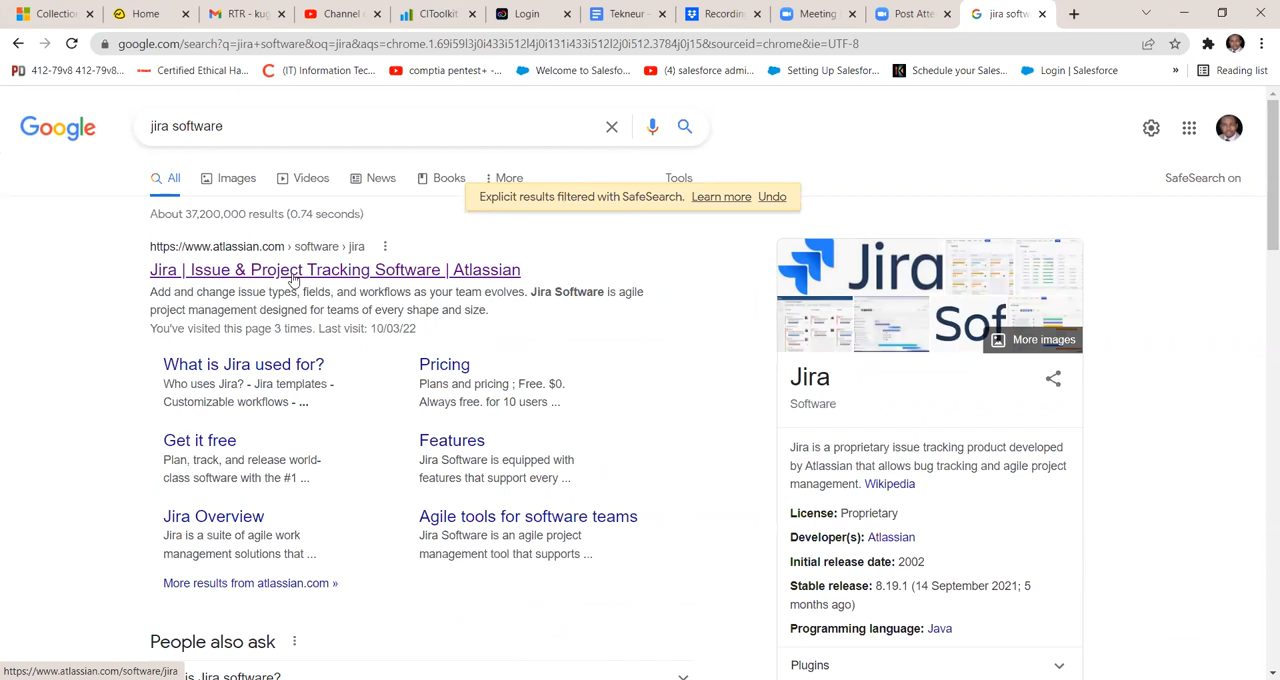 Collection
Home
RTR - kug
Channel c
CIToolkit
Login
Tekneur -
Recording
Meeting
Post Atte
jira softw
google.com/search?q=jira+software&oq=jira&aqs=chrome.1.69i59l3j0i433i512l4j0i131i433i512l2j0i512.3784j0j15&sourceid=chrome&ie=UTF-8
412-79v8 412-79v8...
Certified Ethical Ha...
(IT) Information Tec...
comptia pentest+ -...
Welcome to Salesfo...
(4) salesforce admi...
Setting Up Salesfor...
Schedule your Sales...
Login | Salesforce
»
Reading list
Google
jira software
All
Images
Videos
News
Books
More
Tools
SafeSearch on
Explicit results filtered with SafeSearch. Learn more Undo
About 37,200,000 results (0.74 seconds)
https://www.atlassian.com › software › jira
Jira | Issue & Project Tracking Software | Atlassian
Add and change issue types, fields, and workflows as your team evolves. Jira Software is agile
project management designed for teams of every shape and size.
You've visited this page 3 times. Last visit: 10/03/22
What is Jira used for?
Who uses Jira? - Jira templates -
Customizable workflows - ...
Pricing
Plans and pricing ; Free. $0.
Always free. for 10 users ...
Get it free
Plan, track, and release world-
class software with the #1 ...
Features
Jira Software is equipped with
features that support every ...
Jira Overview
Jira is a suite of agile work
management solutions that ...
Agile tools for software teams
Jira Software is an agile project
management tool that supports ...
More results from atlassian.com »
People also ask
is Jira software?
https://www.atlassian.com/software/jira
Jira
Sof
More images
Jira
Software
Jira is a proprietary issue tracking product developed
by Atlassian that allows bug tracking and agile project
management. Wikipedia
License: Proprietary
Developer(s): Atlassian
Initial release date: 2002
Stable release: 8.19.1 (14 September 2021; 5
months ago)
Programming language: Java
Plugins